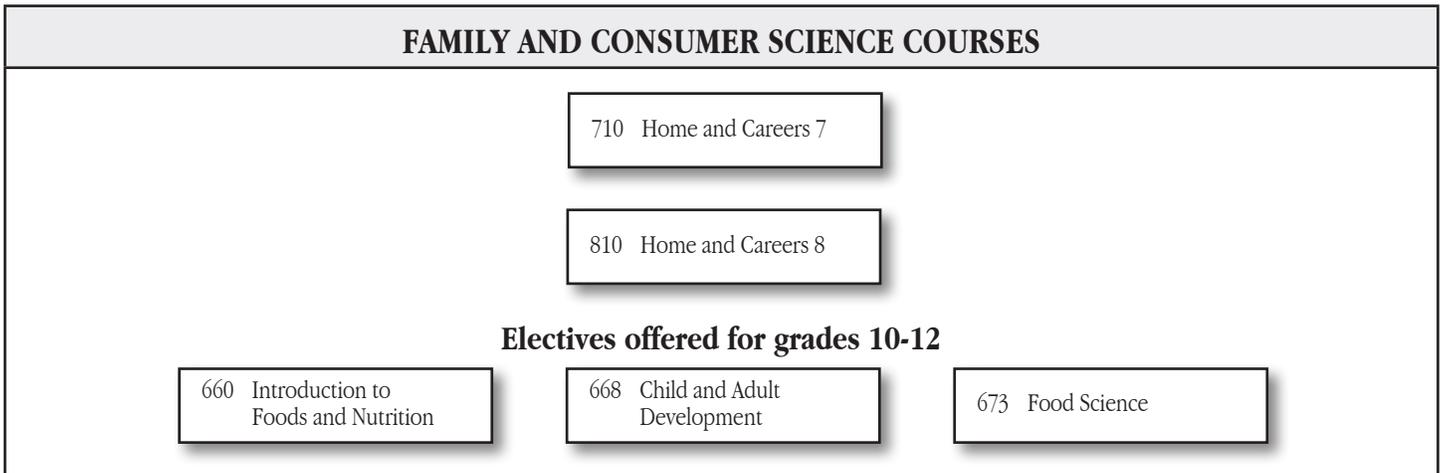 FAMILY AND CONSUMER SCIENCE COURSES
710 Home and Careers 7
810 Home and Careers 8
Electives offered for grades 10-12
660 Introduction to
Foods and Nutrition
668 Child and Adult
Development
673 Food Science